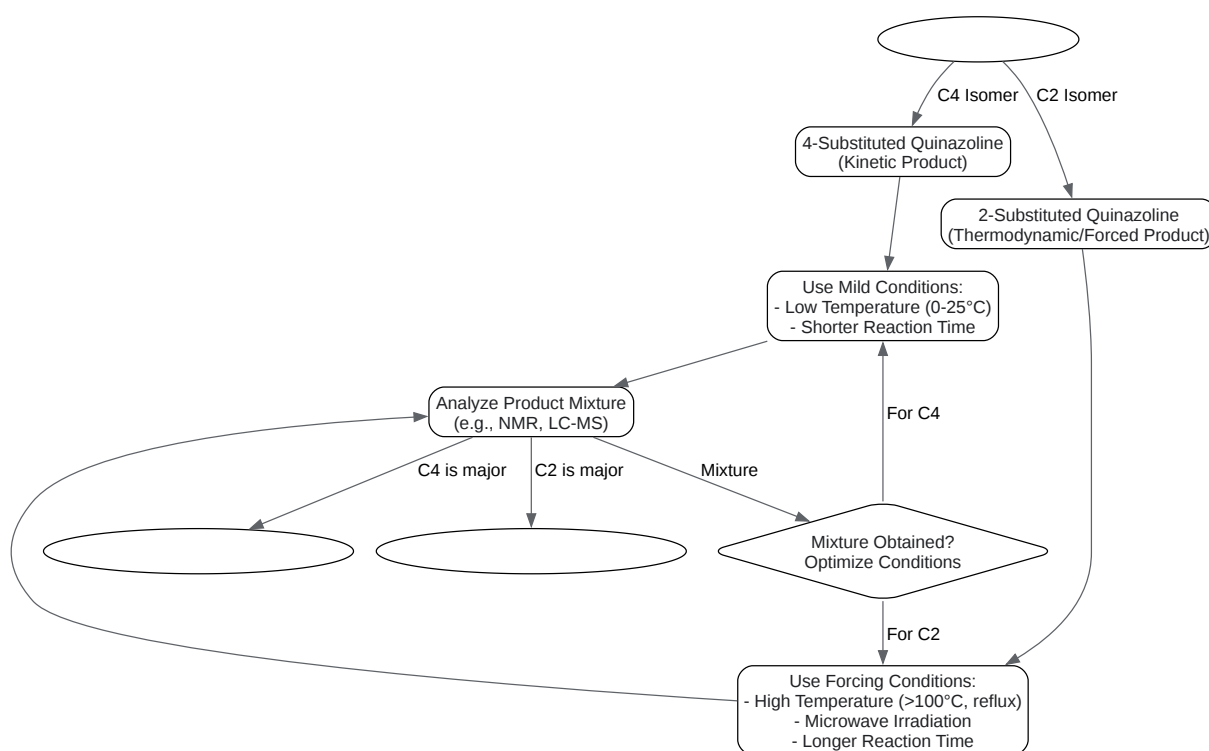 C4 Isomer
C2 Isomer
4-Substituted Quinazoline
(Kinetic Product)
2-Substituted Quinazoline
(Thermodynamic/Forced Product)
Use Mild Conditions:
- Low Temperature (0-25°C)
- Shorter Reaction Time
Analyze Product Mixture
(e.g., NMR, LC-MS)
For C4
C4 is major
C2 is major
Mixture
Mixture Obtained?
Optimize Conditions
For C2
Use Forcing Conditions:
- High Temperature (>100°C, reflux)
- Microwave Irradiation
- Longer Reaction Time